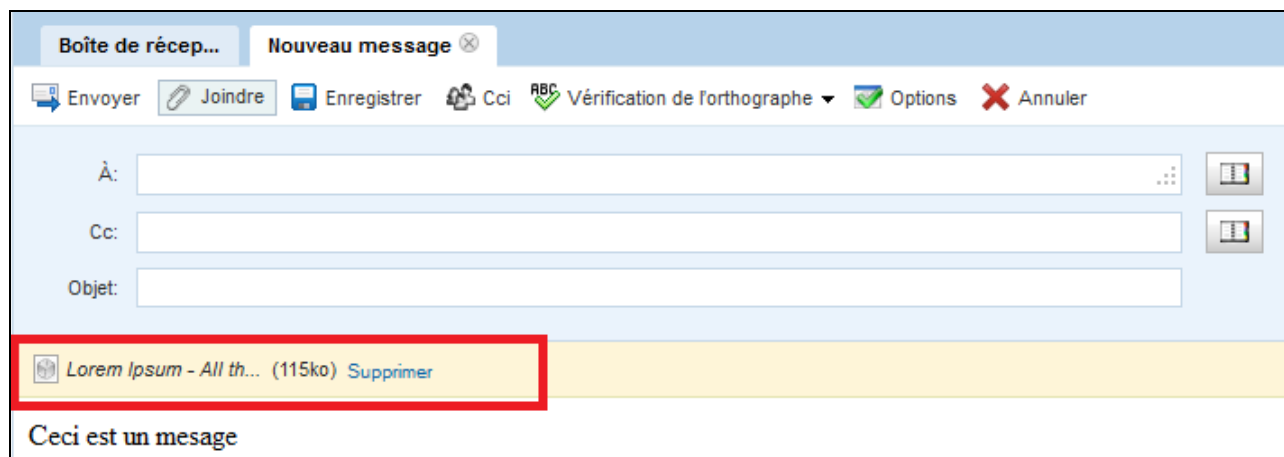 Boîte de récep... Nouveau message
Envoyer Joindre Enregistrer Cci ABC Vérification de l'orthographe Options Annuler
À:
Cc:
Objet:
Lorem Ipsum - All th... (115ko) Supprimer
Ceci est un mesage